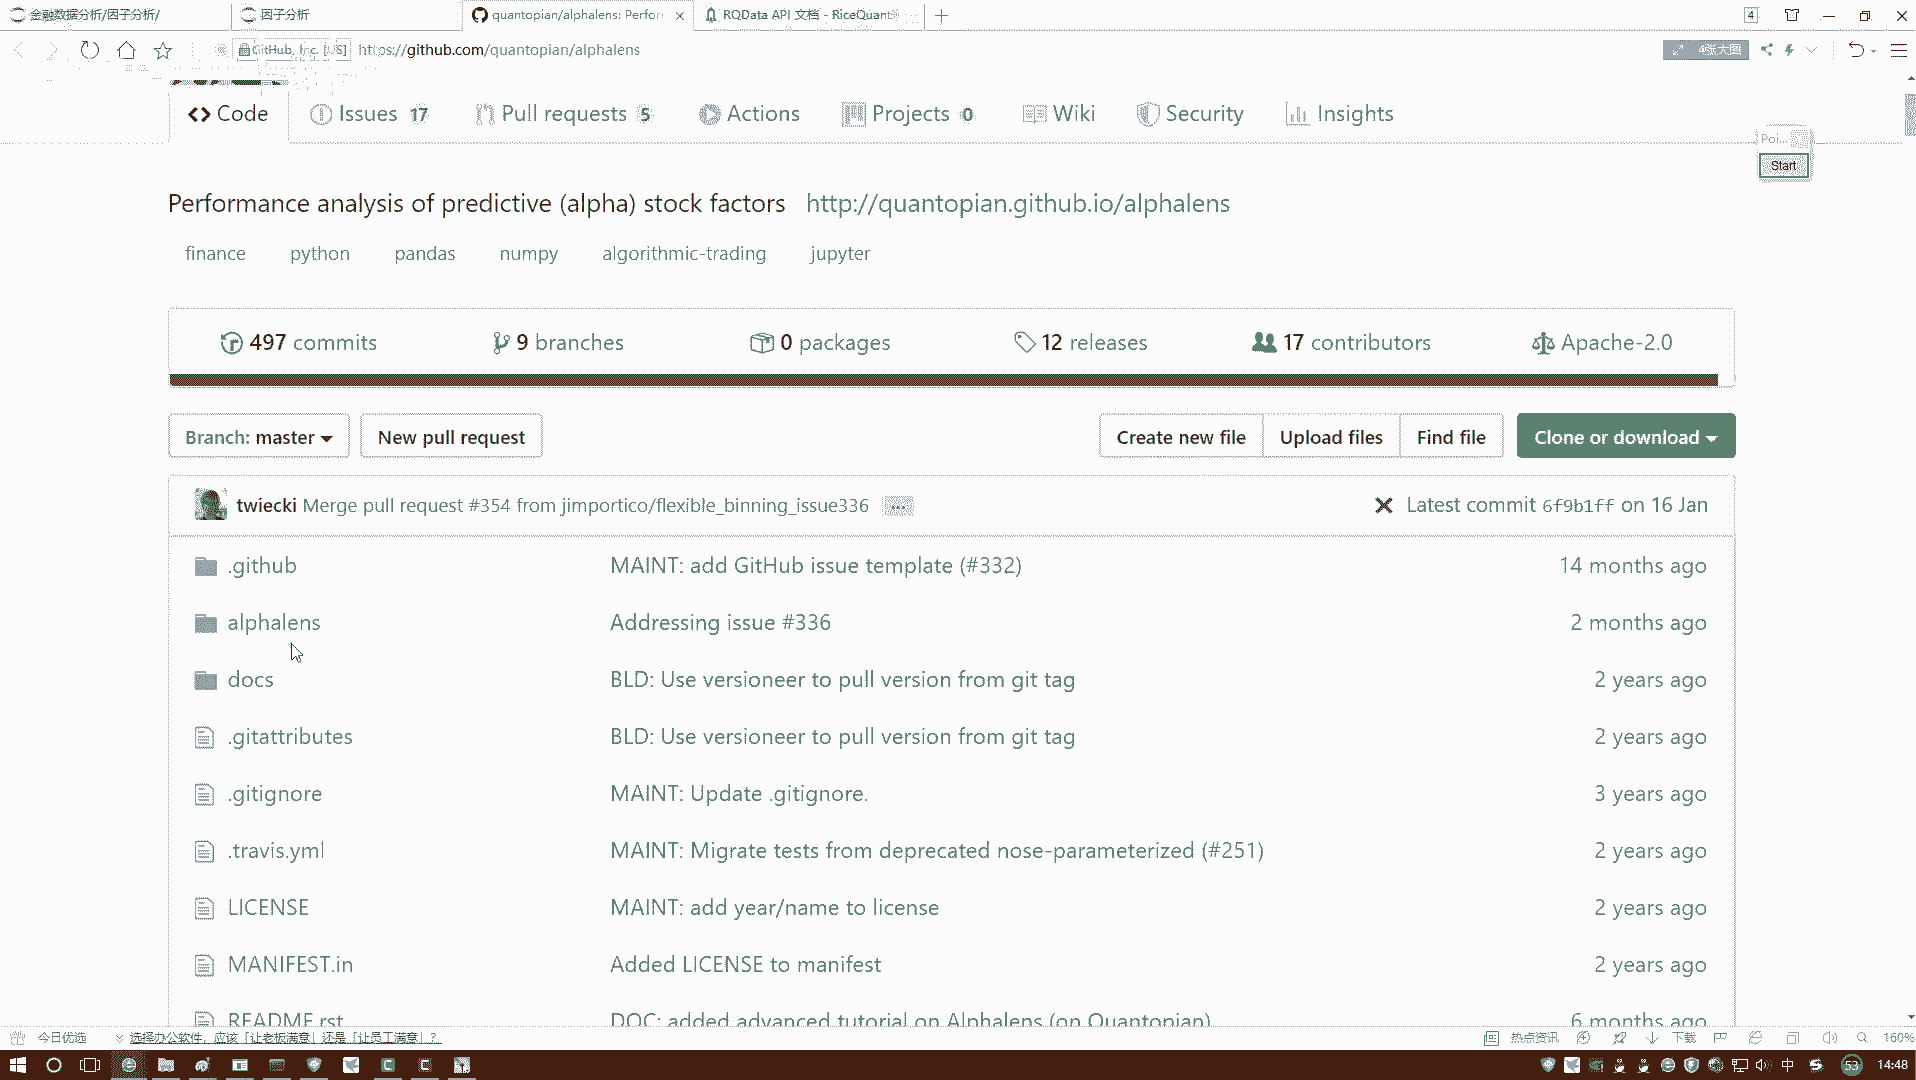 金融数据分析/因子分析/
因子分析
quantopian/alphalens: Perfor
RQData API 文档 - RiceQuant
4
GitHub, Inc. [US]
https://github.com/quantopian/alphalens
4张大图
Code
Issues 17
Pull requests 5
Actions
Projects 0
Wiki
Security
Insights
Poi...
Start
Performance analysis of predictive (alpha) stock factors http://quantopian.github.io/alphalens
finance python pandas numpy algorithmic-trading jupyter
497 commits 9 branches 0 packages 12 releases 17 contributors Apache-2.0
Branch: master New pull request Create new file Upload files Find file Clone or download
twiecki Merge pull request #354 from jimportico/flexible_binning_issue336 ... Latest commit 6f9b1ff on 16 Jan
.github MAINT: add GitHub issue template (#332) 14 months ago
alphalens Addressing issue #336 2 months ago
docs BLD: Use versioneer to pull version from git tag 2 years ago
.gitattributes BLD: Use versioneer to pull version from git tag 2 years ago
.gitignore MAINT: Update .gitignore. 3 years ago
.travis.yml MAINT: Migrate tests from deprecated nose-parameterized (#251) 2 years ago
LICENSE MAINT: add year/name to license 2 years ago
MANIFEST.in Added LICENSE to manifest 2 years ago
README.rst DOC: added advanced tutorial on Alphalens (on Quantopian) 6 months ago
今日优选 选择办公软件，应该「让老板满意」还是「让员工满意」？ 热点资讯 下载 160%
中 53 14:48